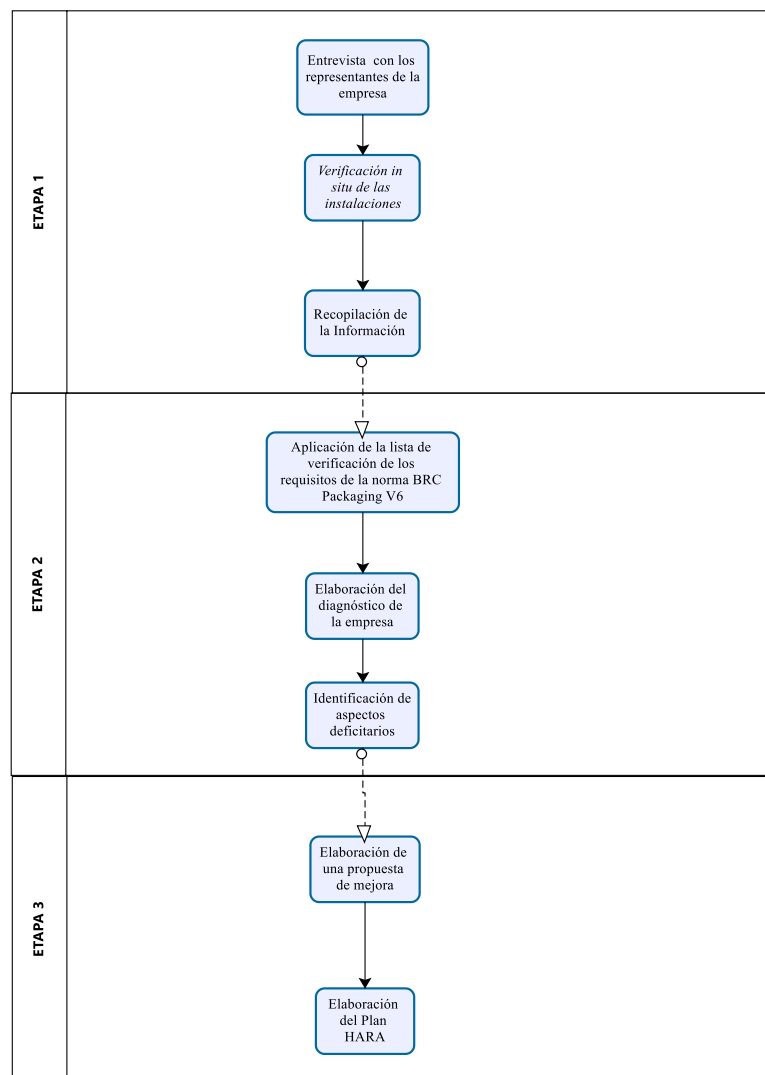 ETAPA 1
Entrevista con los
representantes de la
empresa
Verificación in
situ de las
instalaciones
Recopilación de
la Información
ETAPA 2
Aplicación de la lista de
verificación de los
requisitos de la norma BRC
Packaging V6
Elaboración del
diagnóstico de
la empresa
Identificación de
aspectos
deficitarios
ETAPA 3
Elaboración de
una propuesta
de mejora
Elaboración
del Plan
HARA